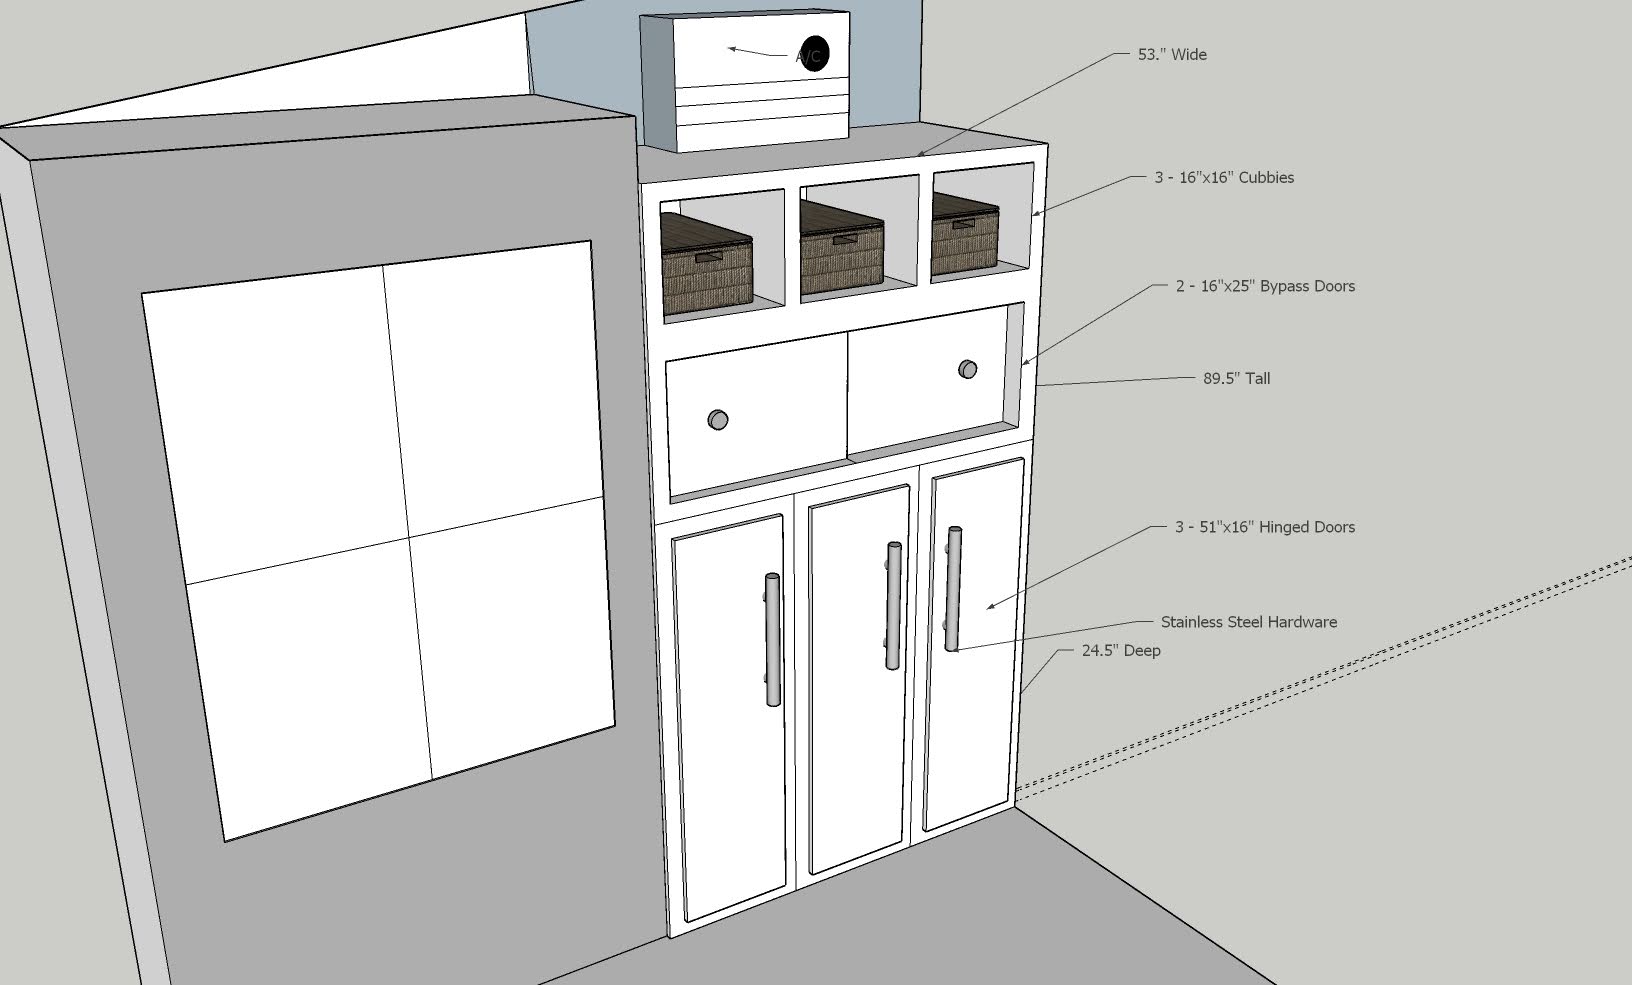 A/C
53." Wide
3 - 16"x16" Cubbies
2 - 16"x25" Bypass Doors
89.5" Tall
3 - 51"x16" Hinged Doors
Stainless Steel Hardware
24.5" Deep